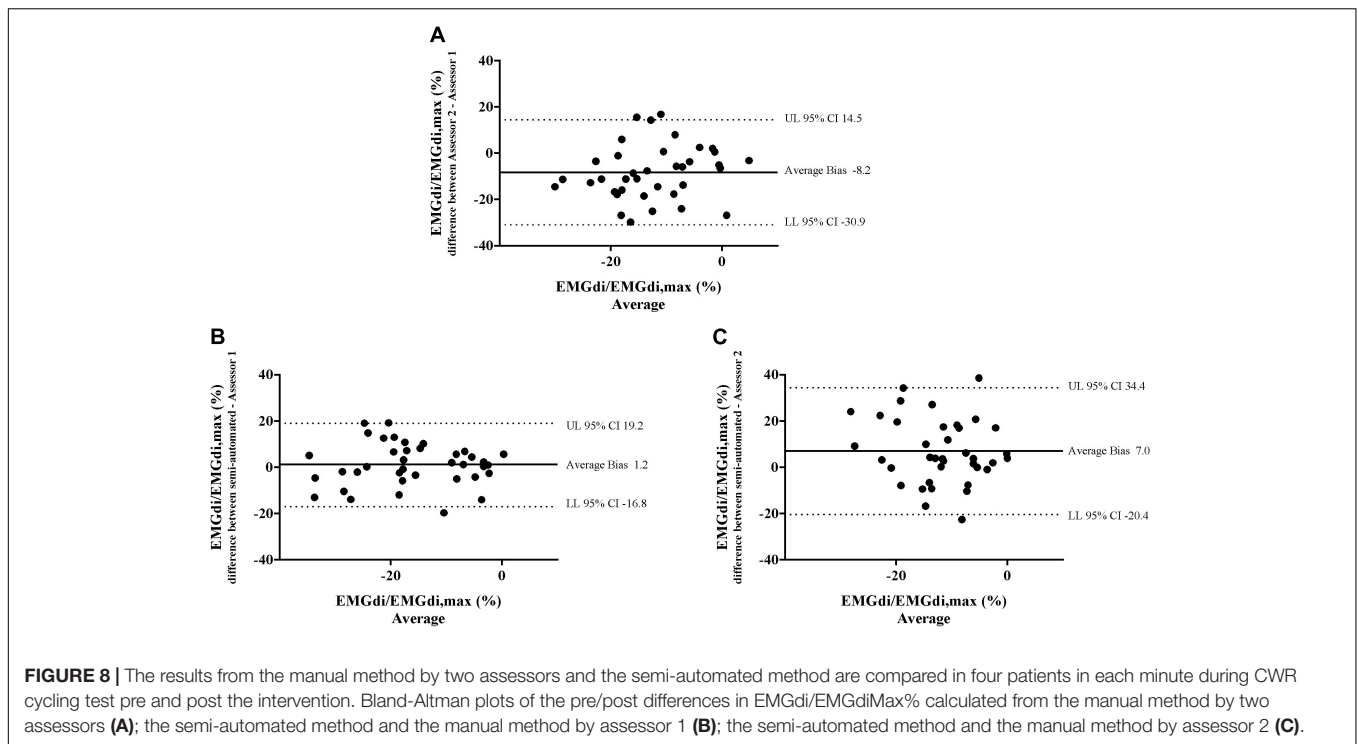 A
EMGdi/EMGdi,max (%)
difference between Assessor 2 - Assessor 1
40
20
0
-20
-40
UL 95% CI 14.5
Average Bias -8.2
LL 95% CI -30.9
-20
0
EMGdi/EMGdi,max (%)
Average
B
EMGdi/EMGdi,max (%)
difference between semi-automated - Assessor 1
40
20
0
-20
-40
UL 95% CI 19.2
Average Bias 1.2
LL 95% CI -16.8
-20
0
EMGdi/EMGdi,max (%)
Average
C
EMGdi/EMGdi,max (%)
difference between semi-automated - Assessor 2
40
20
0
-20
-40
UL 95% CI 34.4
Average Bias 7.0
LL 95% CI -20.4
-20
0
EMGdi/EMGdi,max (%)
Average
FIGURE 8 | The results from the manual method by two assessors and the semi-automated method are compared in four patients in each minute during CWR
cycling test pre and post the intervention. Bland-Altman plots of the pre/post differences in EMGdi/EMGdiMax% calculated from the manual method by two
assessors (A); the semi-automated method and the manual method by assessor 1 (B); the semi-automated method and the manual method by assessor 2 (C).